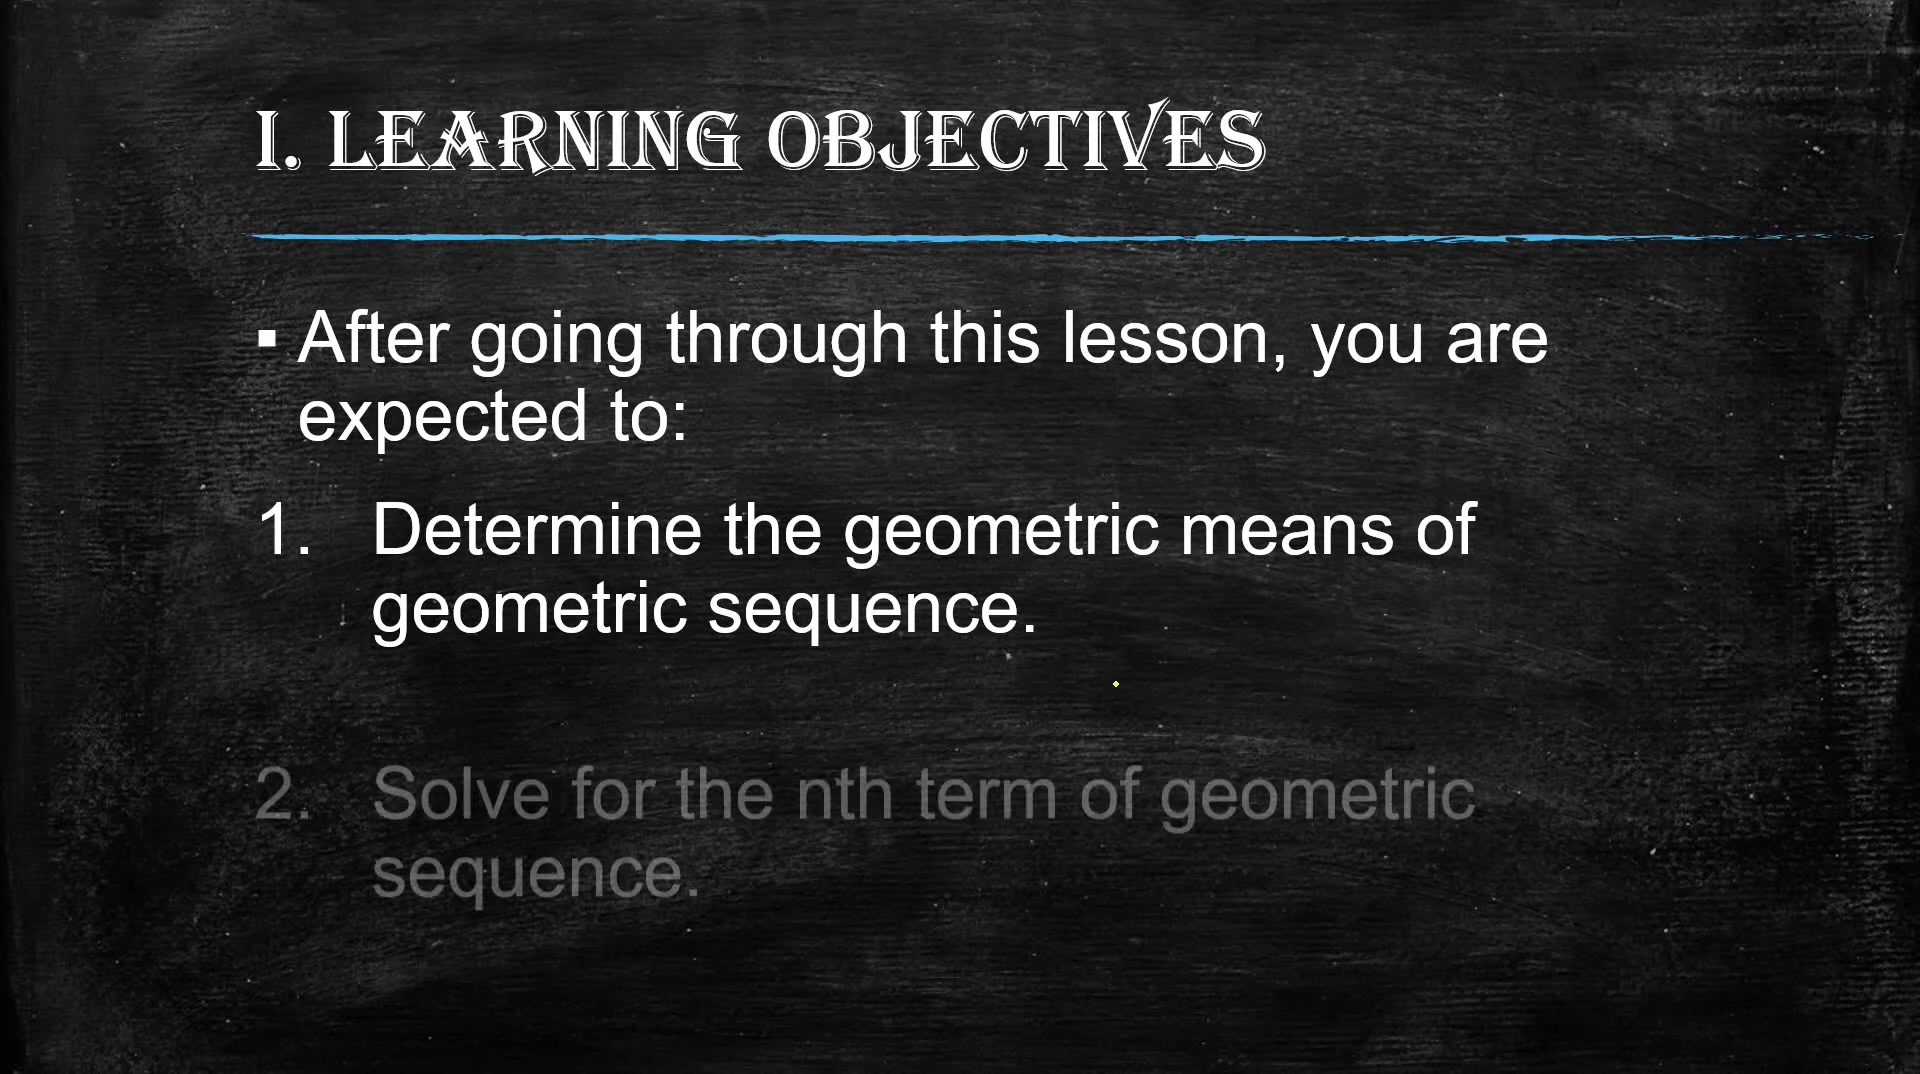 I. LEARNING OBJECTIVES
▪ After going through this lesson, you are
expected to:
1. Determine the geometric means of
geometric sequence.
2. Solve for the nth term of geometric
sequence.